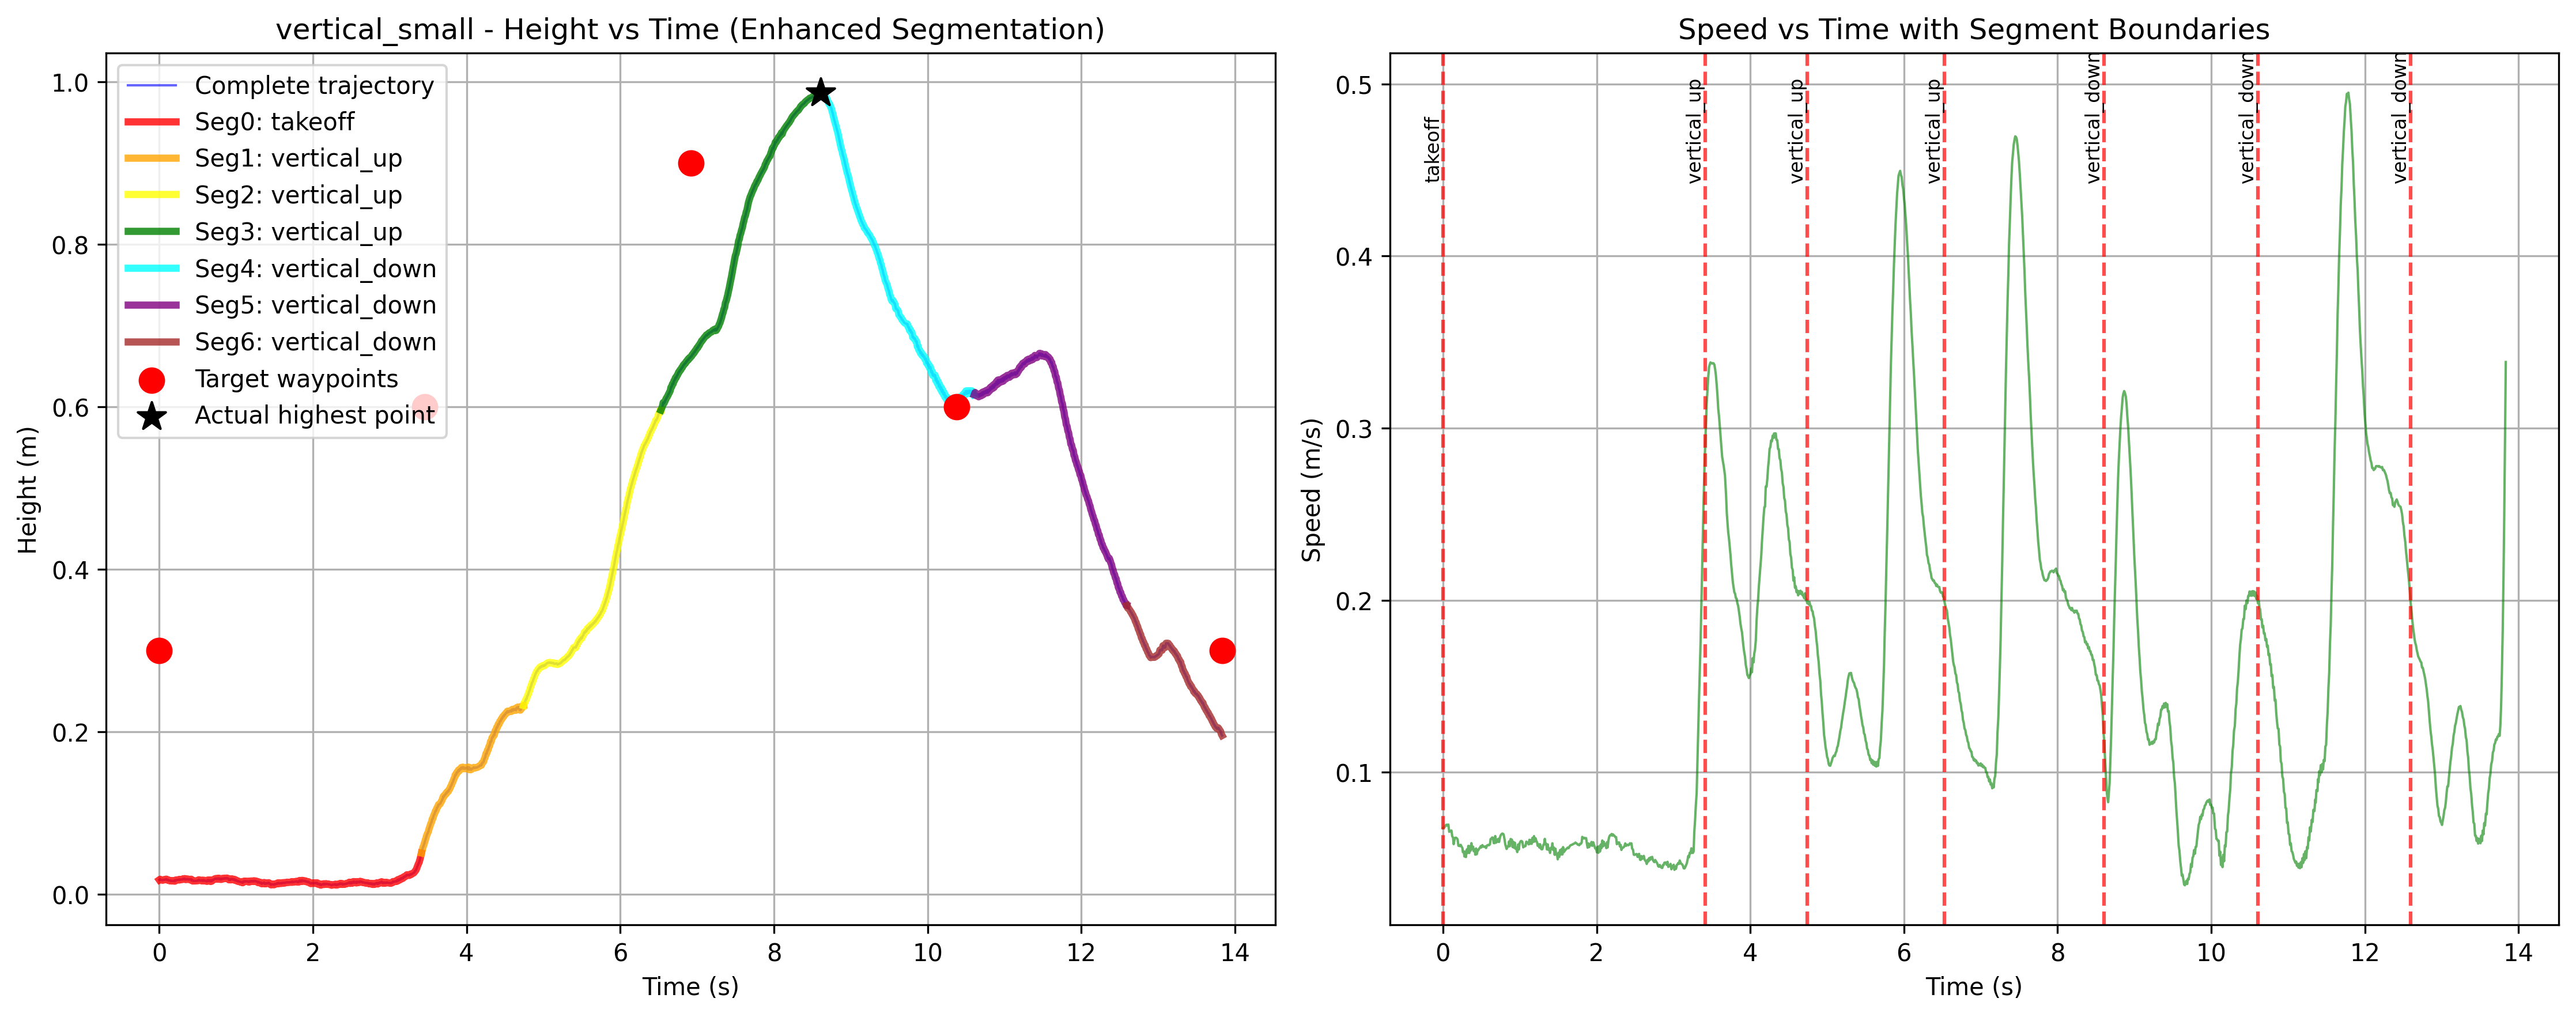 vertical_small - Height vs Time (Enhanced Segmentation)
Complete trajectory
Seg0: takeoff
Seg1: vertical_up
Seg2: vertical_up
Seg3: vertical_up
Seg4: vertical_down
Seg5: vertical_down
Seg6: vertical_down
Target waypoints
Actual highest point
Height (m)
1.0
0.8
0.6
0.4
0.2
0.0
0
2
4
6
8
10
12
14
Time (s)
Speed vs Time with Segment Boundaries
takeoff
vertical_up
vertical_up
vertical_up
vertical_down
vertical_down
vertical_down
Speed (m/s)
0.5
0.4
0.3
0.2
0.1
0
2
4
6
8
10
12
14
Time (s)